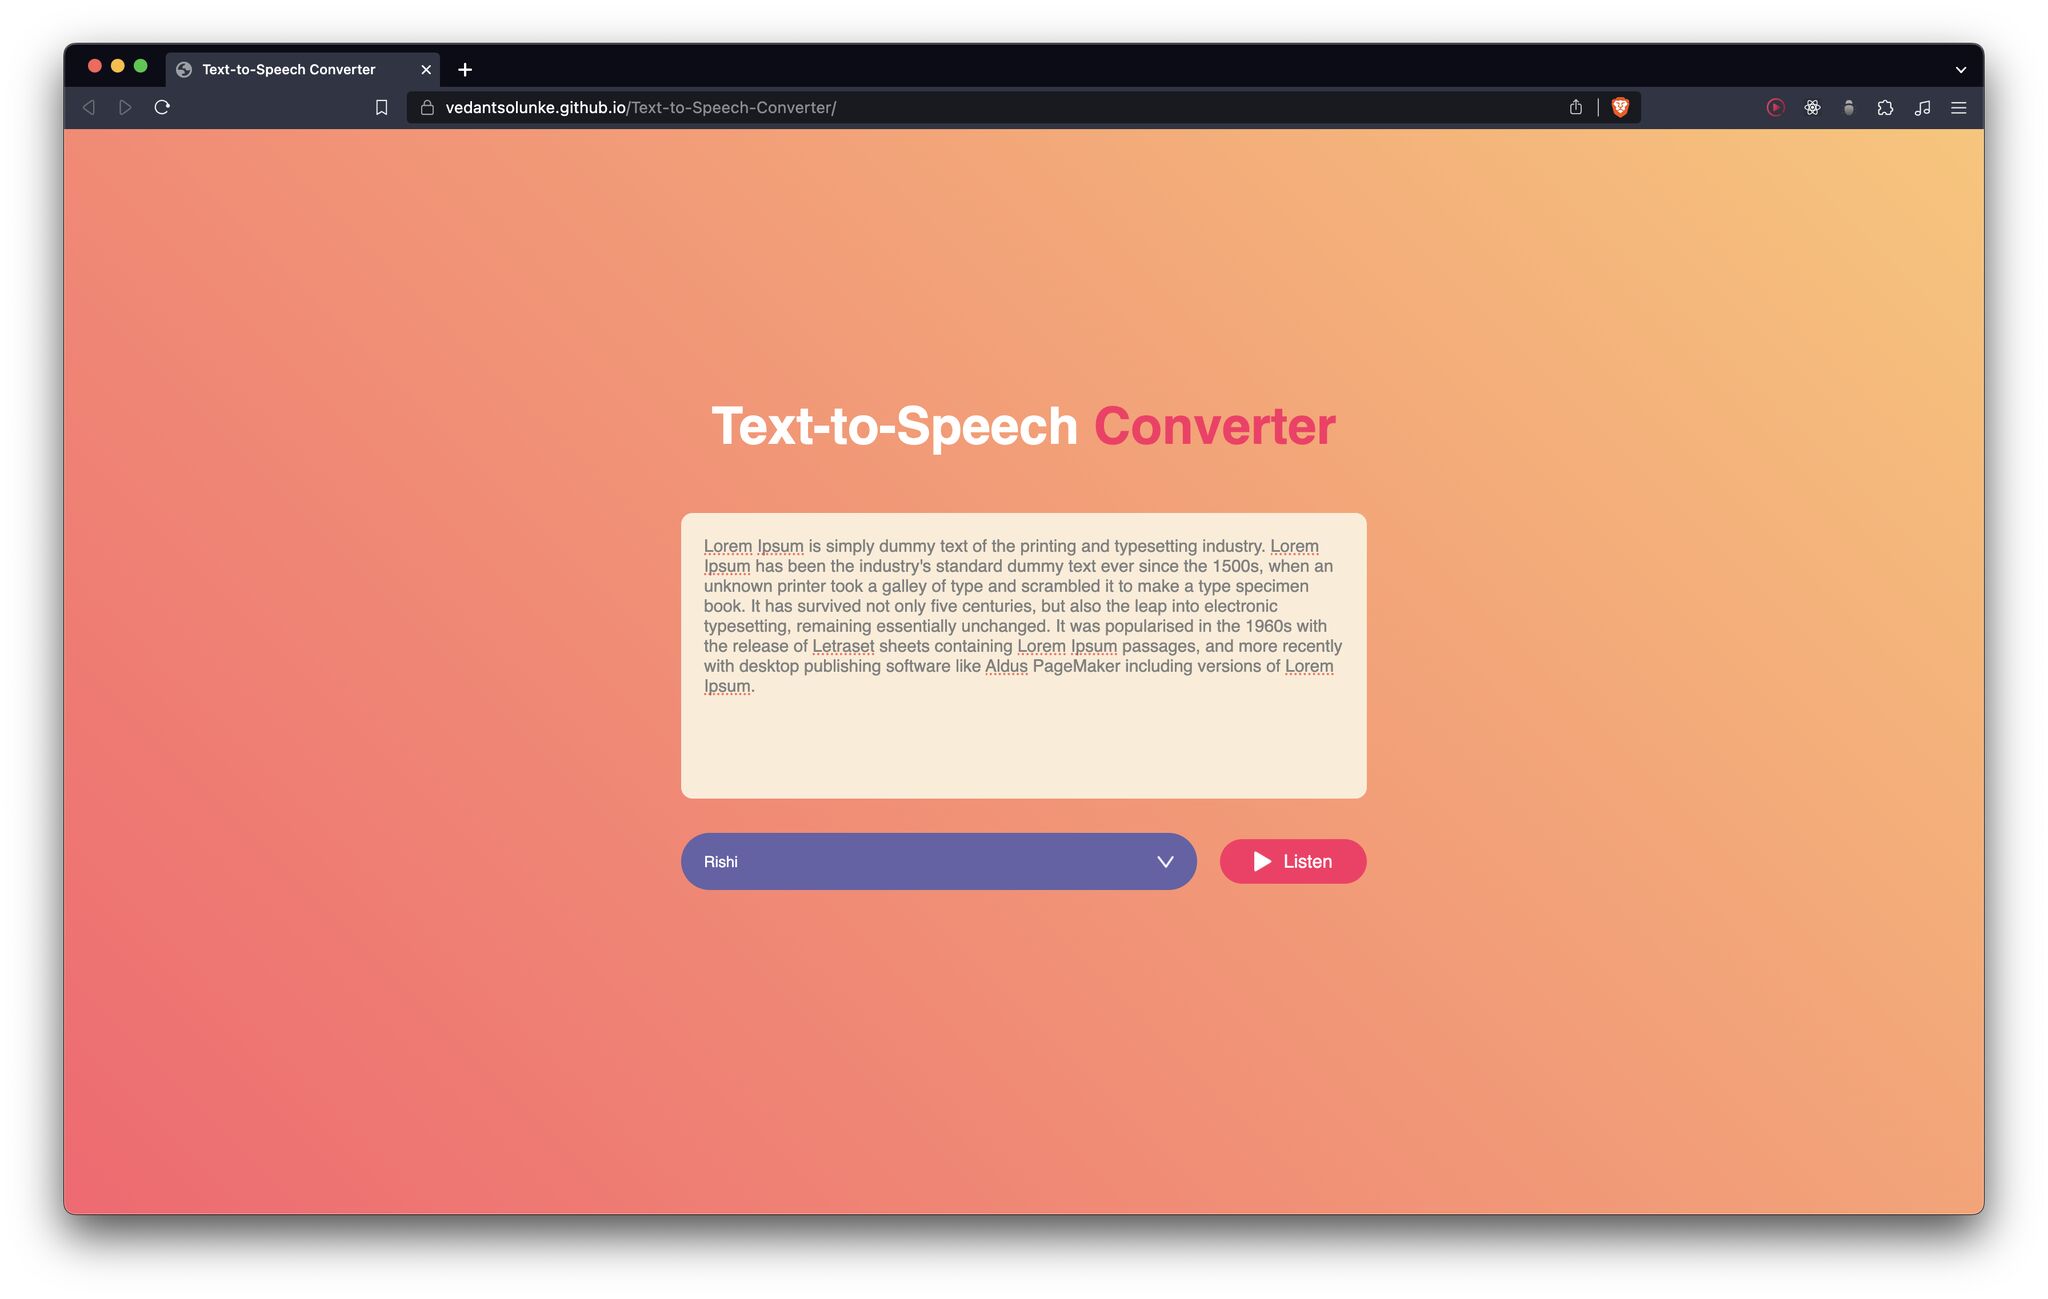 Text-to-Speech Converter
vedantsolunke.github.io/Text-to-Speech-Converter/
Text-to-Speech Converter
Lorem Ipsum is simply dummy text of the printing and typesetting industry. Lorem
Ipsum has been the industry's standard dummy text ever since the 1500s, when an
unknown printer took a galley of type and scrambled it to make a type specimen
book. It has survived not only five centuries, but also the leap into electronic
typesetting, remaining essentially unchanged. It was popularised in the 1960s with
the release of Letraset sheets containing Lorem Ipsum passages, and more recently
with desktop publishing software like Aldus PageMaker including versions of Lorem
Ipsum.
Rishi
Listen